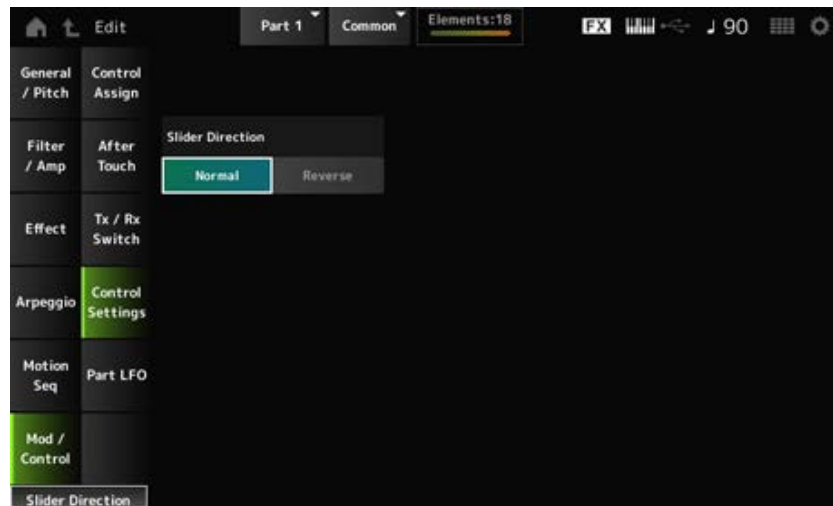 Edit
Part 1
Common
Elements:18
FX
90
General
/ Pitch
Control
Assign
Filter
/ Amp
After
Touch
Slider Direction
Normal
Reverse
Effect
Tx / Rx
Switch
Arpeggio
Control
Settings
Motion
Seq
Part LFO
Mod /
Control
Slider Direction